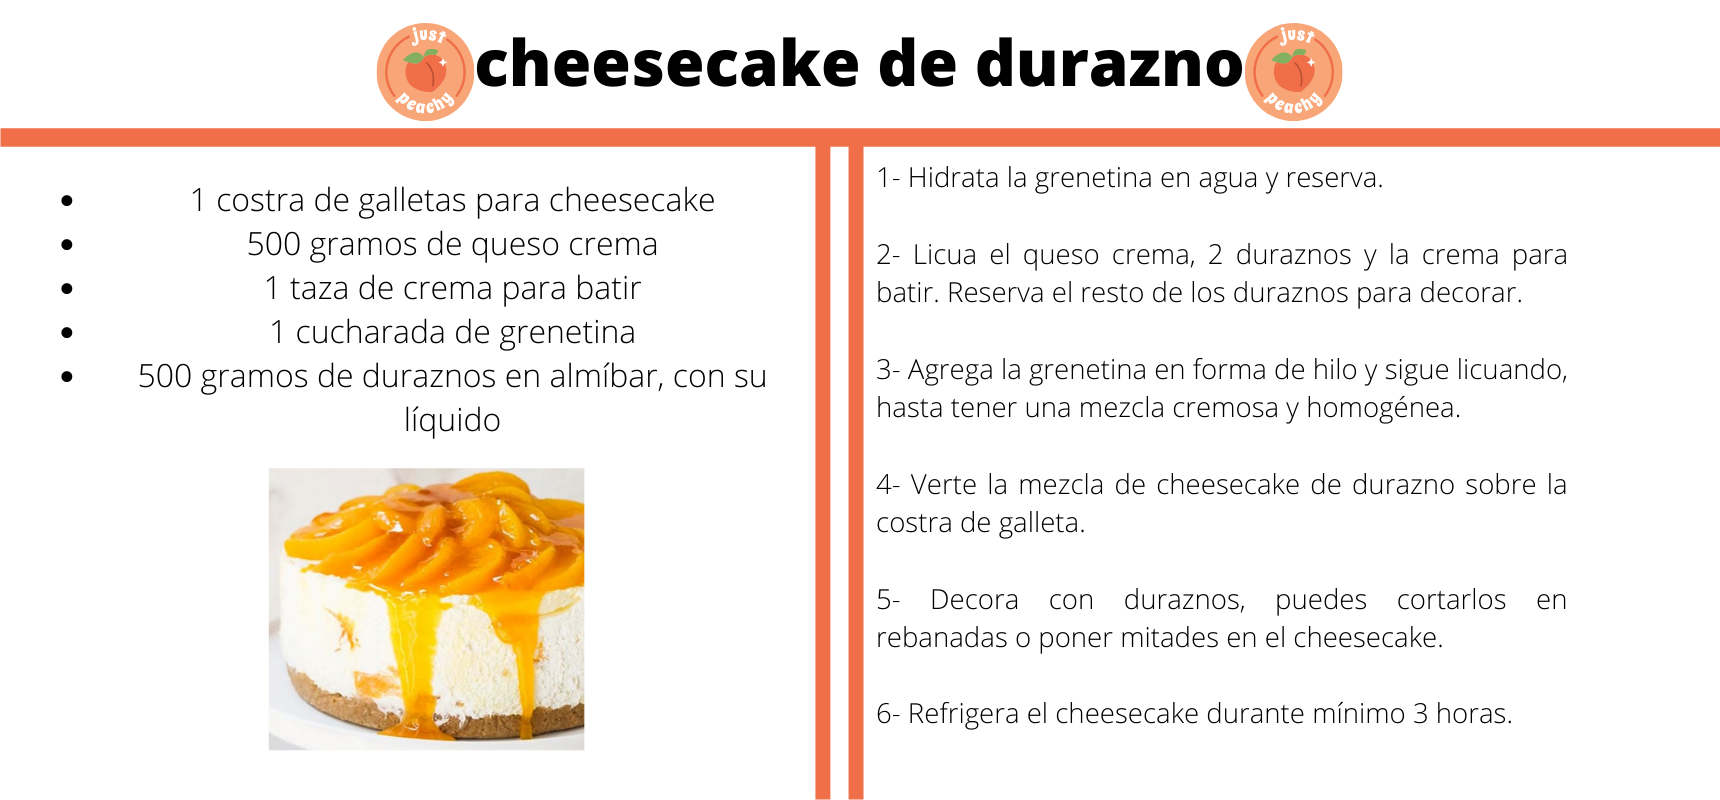 just
peachy
cheesecake de durazno
just
peachy
1 costra de galletas para cheesecake
500 gramos de queso crema
1 taza de crema para batir
1 cucharada de grenetina
500 gramos de duraznos en almíbar, con su
líquido
1- Hidrata la grenetina en agua y reserva.
2- Licua el queso crema, 2 duraznos y la crema para
batir. Reserva el resto de los duraznos para decorar.
3- Agrega la grenetina en forma de hilo y sigue licuando,
hasta tener una mezcla cremosa y homogénea.
4- Verte la mezcla de cheesecake de durazno sobre la
costra de galleta.
5- Decora con duraznos, puedes cortarlos en
rebanadas o poner mitades en el cheesecake.
6- Refrigera el cheesecake durante mínimo 3 horas.